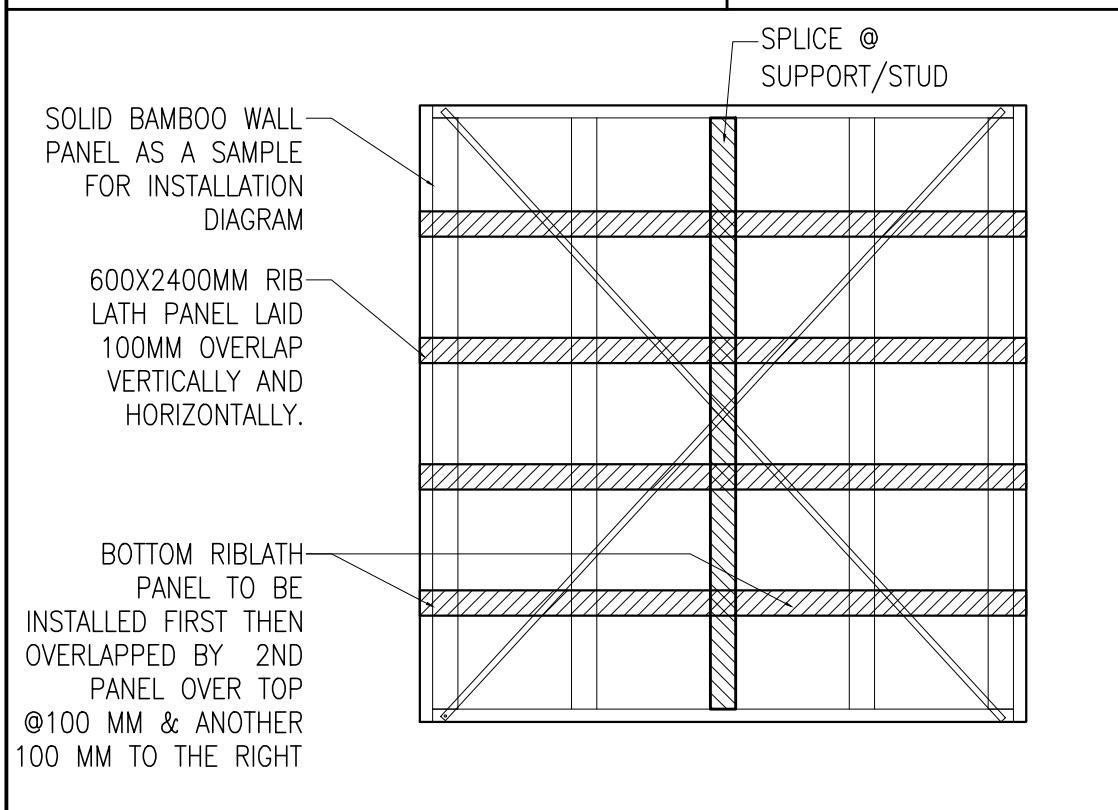 SPLICE @
SUPPORT/STUD
SOLID BAMBOO WALL
PANEL AS A SAMPLE
FOR INSTALLATION
DIAGRAM
600X2400MM RIB
LATH PANEL LAID
100MM OVERLAP
VERTICALLY AND
HORIZONTALLY.
BOTTOM RIBLATH
PANEL TO BE
INSTALLED FIRST THEN
OVERLAPPED BY 2ND
PANEL OVER TOP
@100 MM & ANOTHER
100 MM TO THE RIGHT